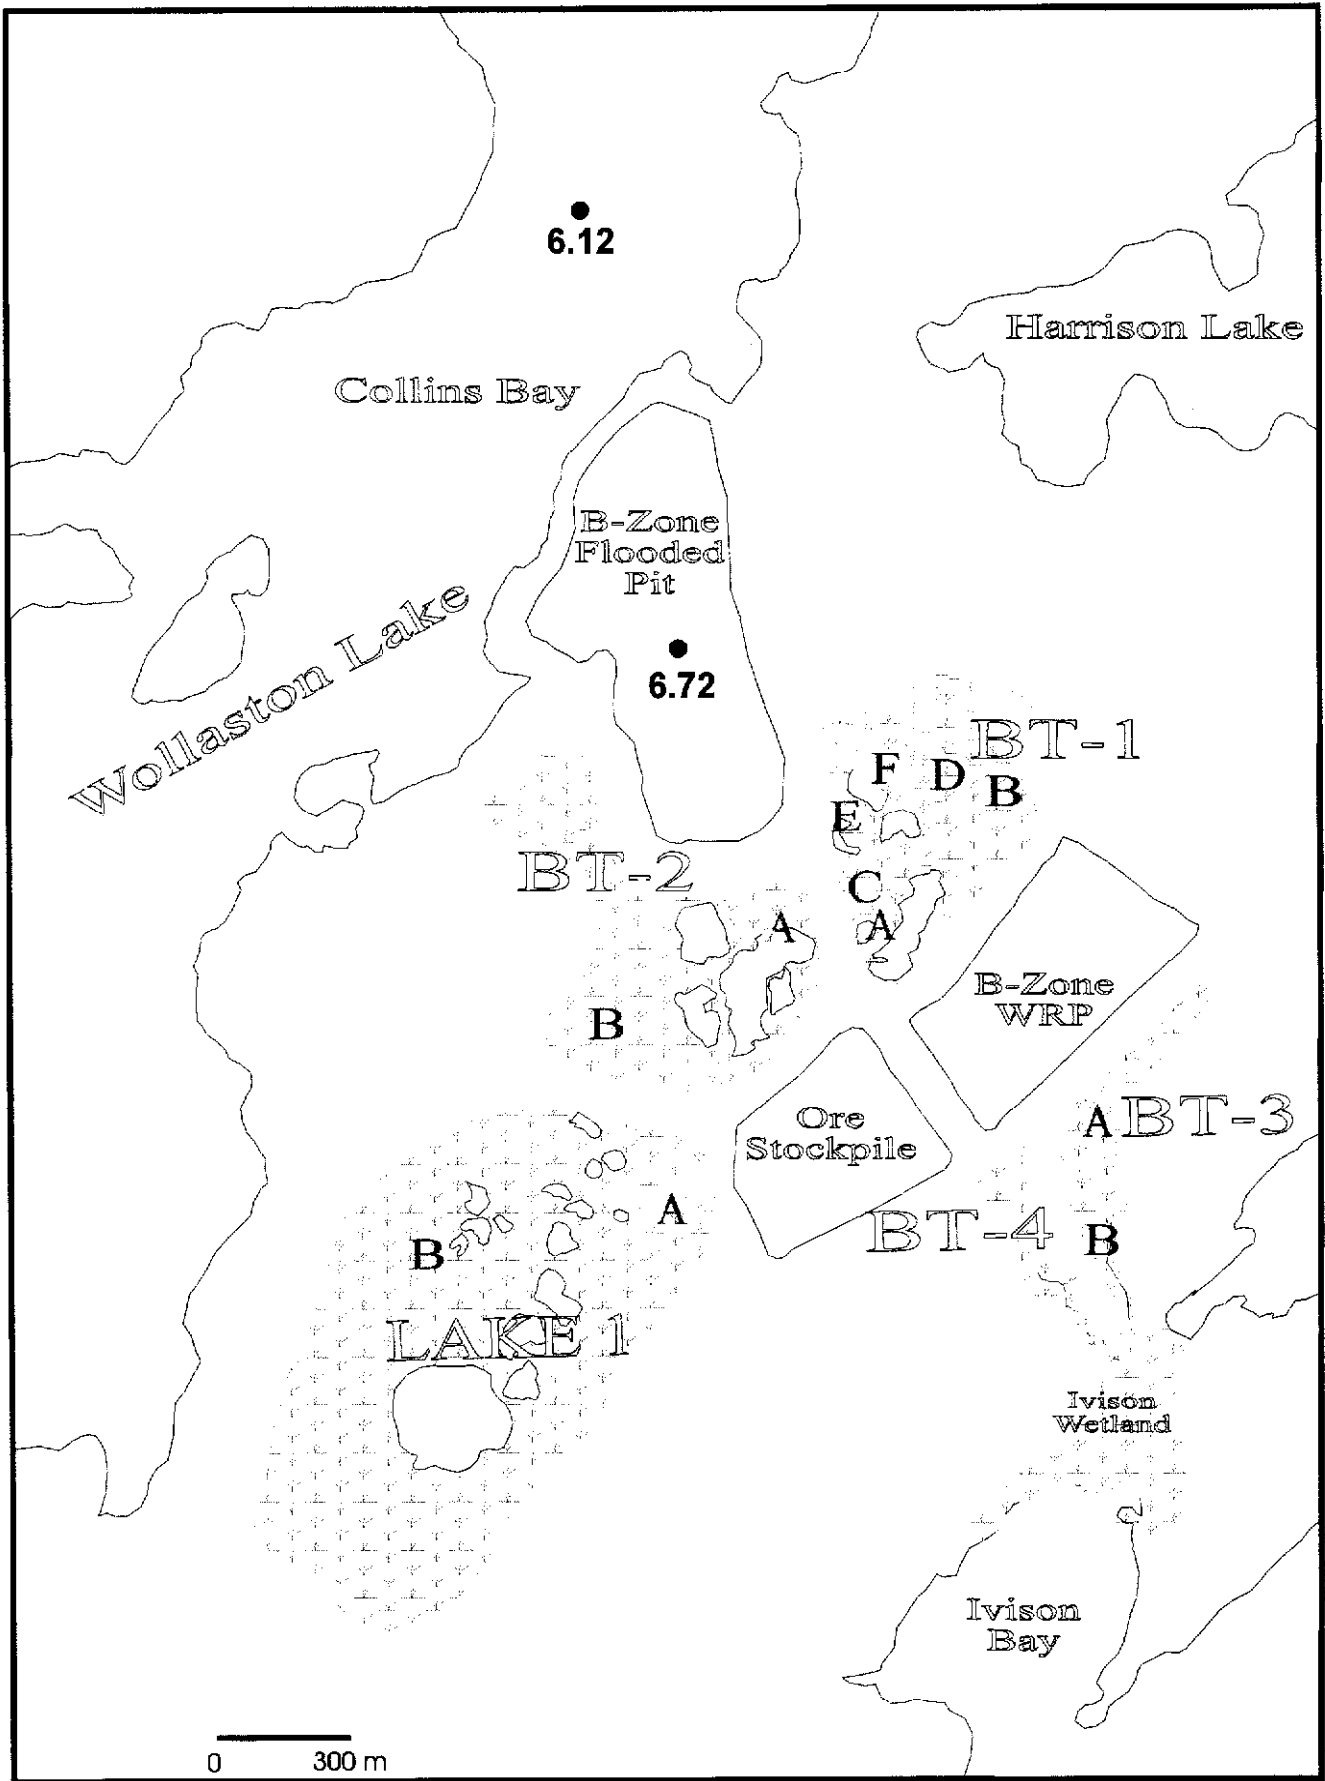 6.12
Harrison Lake
Collins Bay
B-Zone
Flooded
Pit
Wollaston Lake
6.72
BT-1
F
D
B
E
BT-2
C
A
A
B-Zone
WRP
B
Ore
Stockpile
A
BT-3
A
BT-4
B
B
LAKE 1
Ivison
Wetland
Ivison
Bay
0 300 m